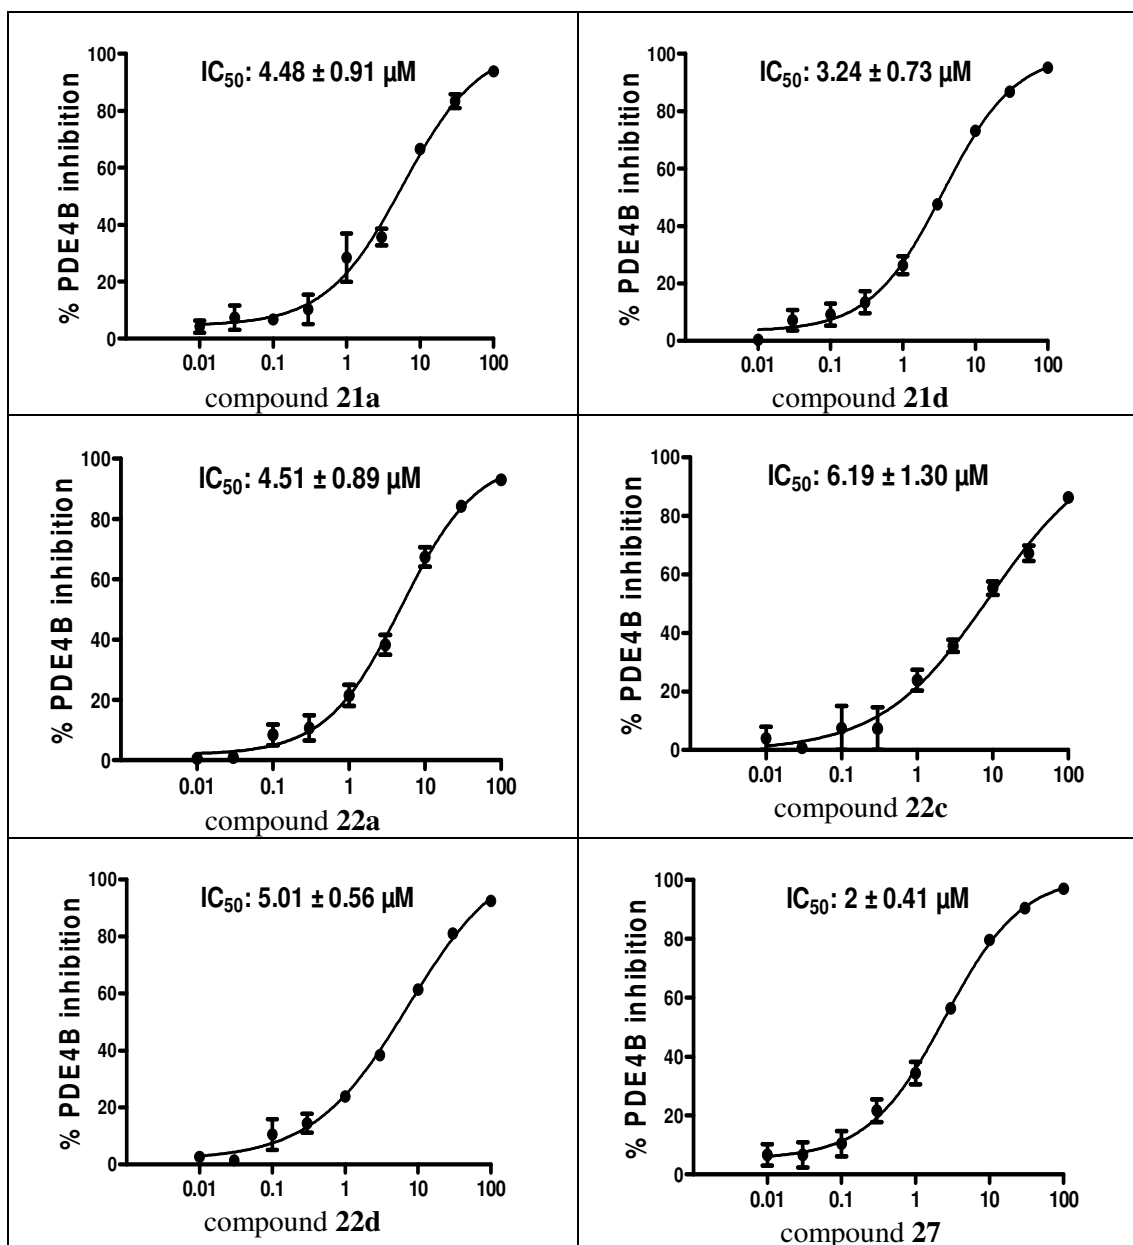 IC50: 4.48 ± 0.91 µM
% PDE4B inhibition
100
80
60
40
20
0
0.01 0.1 1 10 100
compound 21a
IC50: 3.24 ± 0.73 µM
% PDE4B inhibition
100
80
60
40
20
0
0.01 0.1 1 10 100
compound 21d
IC50: 4.51 ± 0.89 µM
% PDE4B inhibition
100
80
60
40
20
0
0.01 0.1 1 10 100
compound 22a
IC50: 6.19 ± 1.30 µM
% PDE4B inhibition
100
80
60
40
20
0
0.01 0.1 1 10 100
compound 22c
IC50: 5.01 ± 0.56 µM
% PDE4B inhibition
100
80
60
40
20
0
0.01 0.1 1 10 100
compound 22d
IC50: 2 ± 0.41 µM
% PDE4B inhibition
100
80
60
40
20
0
0.01 0.1 1 10 100
compound 27